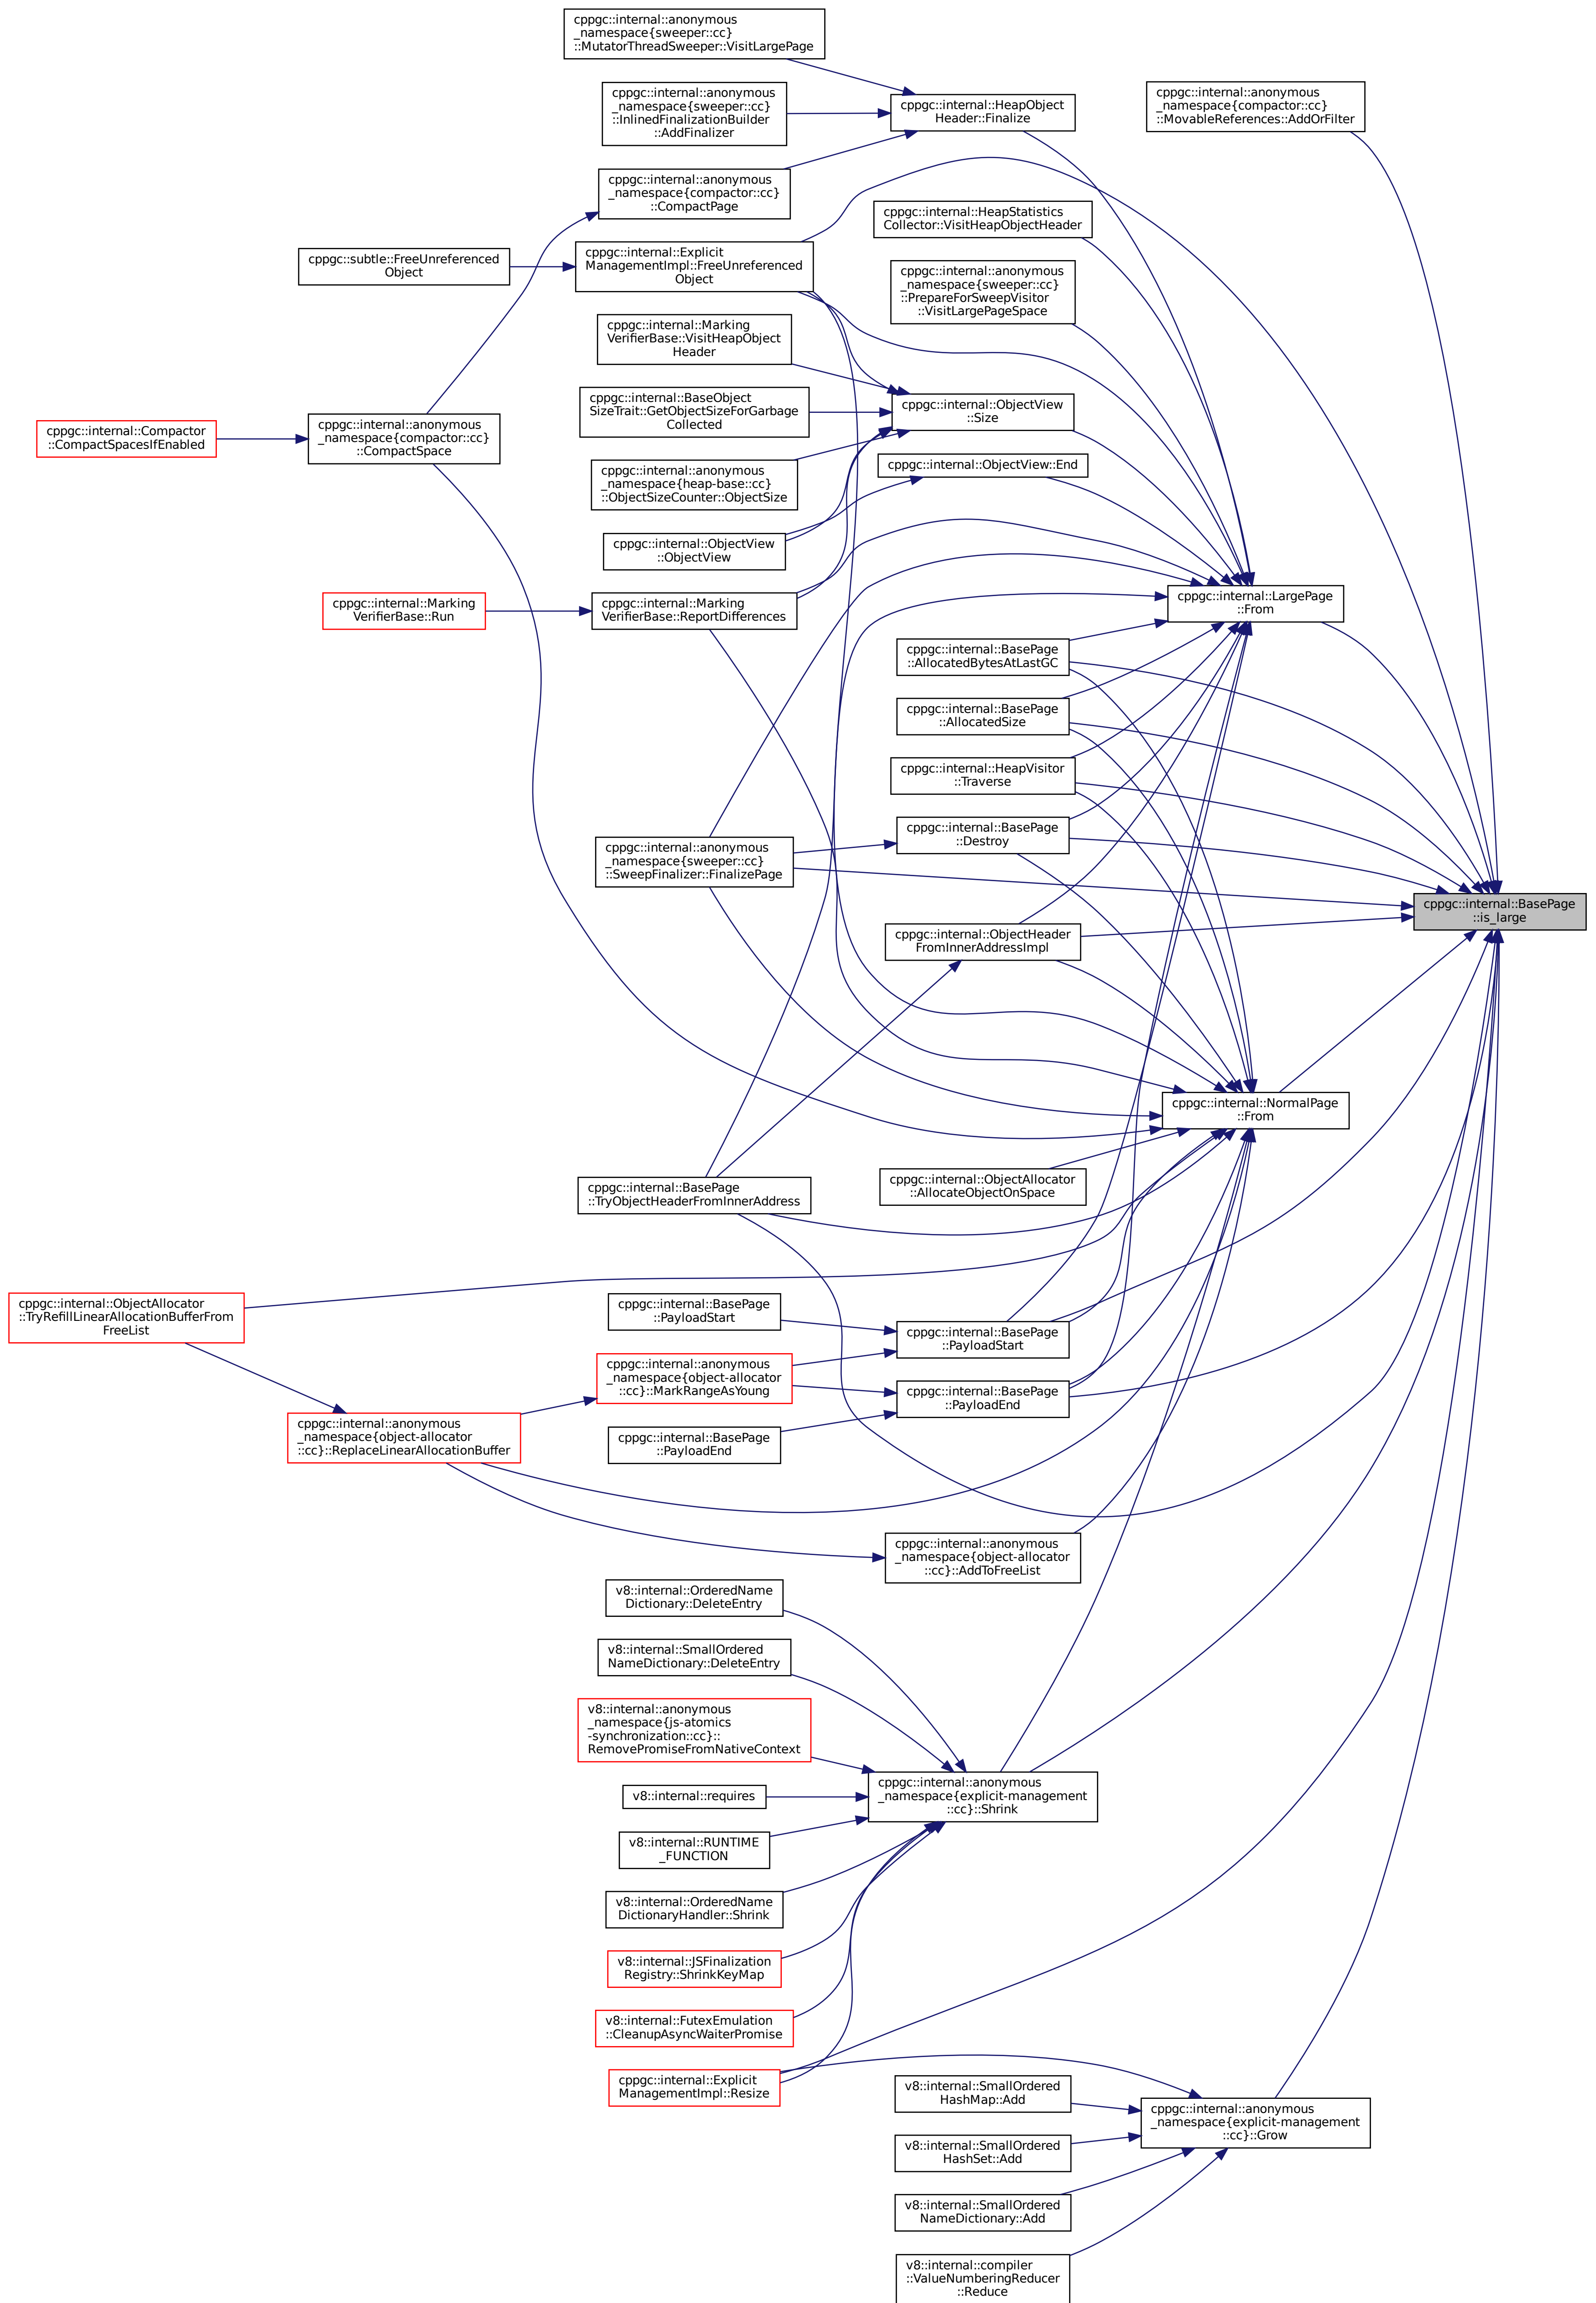 cppgc::internal::anonymous
_namespace{sweeper::cc}
::MutatorThreadSweeper::VisitLargePage
cppgc::internal::anonymous
_namespace{sweeper::cc}
::InlinedFinalizationBuilder
::AddFinalizer
cppgc::internal::HeapObject
Header::Finalize
cppgc::internal::anonymous
_namespace{compactor::cc}
::MovableReferences::AddOrFilter
cppgc::internal::anonymous
_namespace{compactor::cc}
::CompactPage
cppgc::internal::HeapStatistics
Collector::VisitHeapObjectHeader
cppgc::subtle::FreeUnreferenced
Object
cppgc::internal::Explicit
ManagementImpl::FreeUnreferenced
Object
cppgc::internal::anonymous
_namespace{sweeper::cc}
::PrepareForSweepVisitor
::VisitLargePageSpace
cppgc::internal::Marking
VerifierBase::VisitHeapObject
Header
cppgc::internal::BaseObject
SizeTrait::GetObjectSizeForGarbage
Collected
cppgc::internal::ObjectView
::Size
cppgc::internal::Compactor
::CompactSpacesIfEnabled
cppgc::internal::anonymous
_namespace{compactor::cc}
::CompactSpace
cppgc::internal::anonymous
_namespace{heap-base::cc}
::ObjectSizeCounter::ObjectSize
cppgc::internal::ObjectView::End
cppgc::internal::ObjectView
::ObjectView
cppgc::internal::Marking
VerifierBase::Run
cppgc::internal::Marking
VerifierBase::ReportDifferences
cppgc::internal::LargePage
::From
cppgc::internal::BasePage
::AllocatedBytesAtLastGC
cppgc::internal::BasePage
::AllocatedSize
cppgc::internal::HeapVisitor
::Traverse
cppgc::internal::BasePage
::Destroy
cppgc::internal::anonymous
_namespace{sweeper::cc}
::SweepFinalizer::FinalizePage
cppgc::internal::BasePage
::is_large
cppgc::internal::ObjectHeader
FromInnerAddressImpl
cppgc::internal::NormalPage
::From
cppgc::internal::ObjectAllocator
::AllocateObjectOnSpace
cppgc::internal::BasePage
::TryObjectHeaderFromInnerAddress
cppgc::internal::ObjectAllocator
::TryRefillLinearAllocationBufferFrom
FreeList
cppgc::internal::BasePage
::PayloadStart
cppgc::internal::BasePage
::PayloadStart
cppgc::internal::anonymous
_namespace{object-allocator
::cc}::MarkRangeAsYoung
cppgc::internal::BasePage
::PayloadEnd
cppgc::internal::anonymous
_namespace{object-allocator
::cc}::ReplaceLinearAllocationBuffer
cppgc::internal::BasePage
::PayloadEnd
cppgc::internal::anonymous
_namespace{object-allocator
::cc}::AddToFreeList
v8::internal::OrderedName
Dictionary::DeleteEntry
v8::internal::SmallOrdered
NameDictionary::DeleteEntry
v8::internal::anonymous
_namespace{js-atomics
-synchronization::cc}::
RemovePromiseFromNativeContext
v8::internal::requires
cppgc::internal::anonymous
_namespace{explicit-management
::cc}::Shrink
v8::internal::RUNTIME
_FUNCTION
v8::internal::OrderedName
DictionaryHandler::Shrink
v8::internal::JSFinalization
Registry::ShrinkKeyMap
v8::internal::FutexEmulation
::CleanupAsyncWaiterPromise
cppgc::internal::Explicit
ManagementImpl::Resize
v8::internal::SmallOrdered
HashMap::Add
cppgc::internal::anonymous
_namespace{explicit-management
::cc}::Grow
v8::internal::SmallOrdered
HashSet::Add
v8::internal::SmallOrdered
NameDictionary::Add
v8::internal::compiler
::ValueNumberingReducer
::Reduce